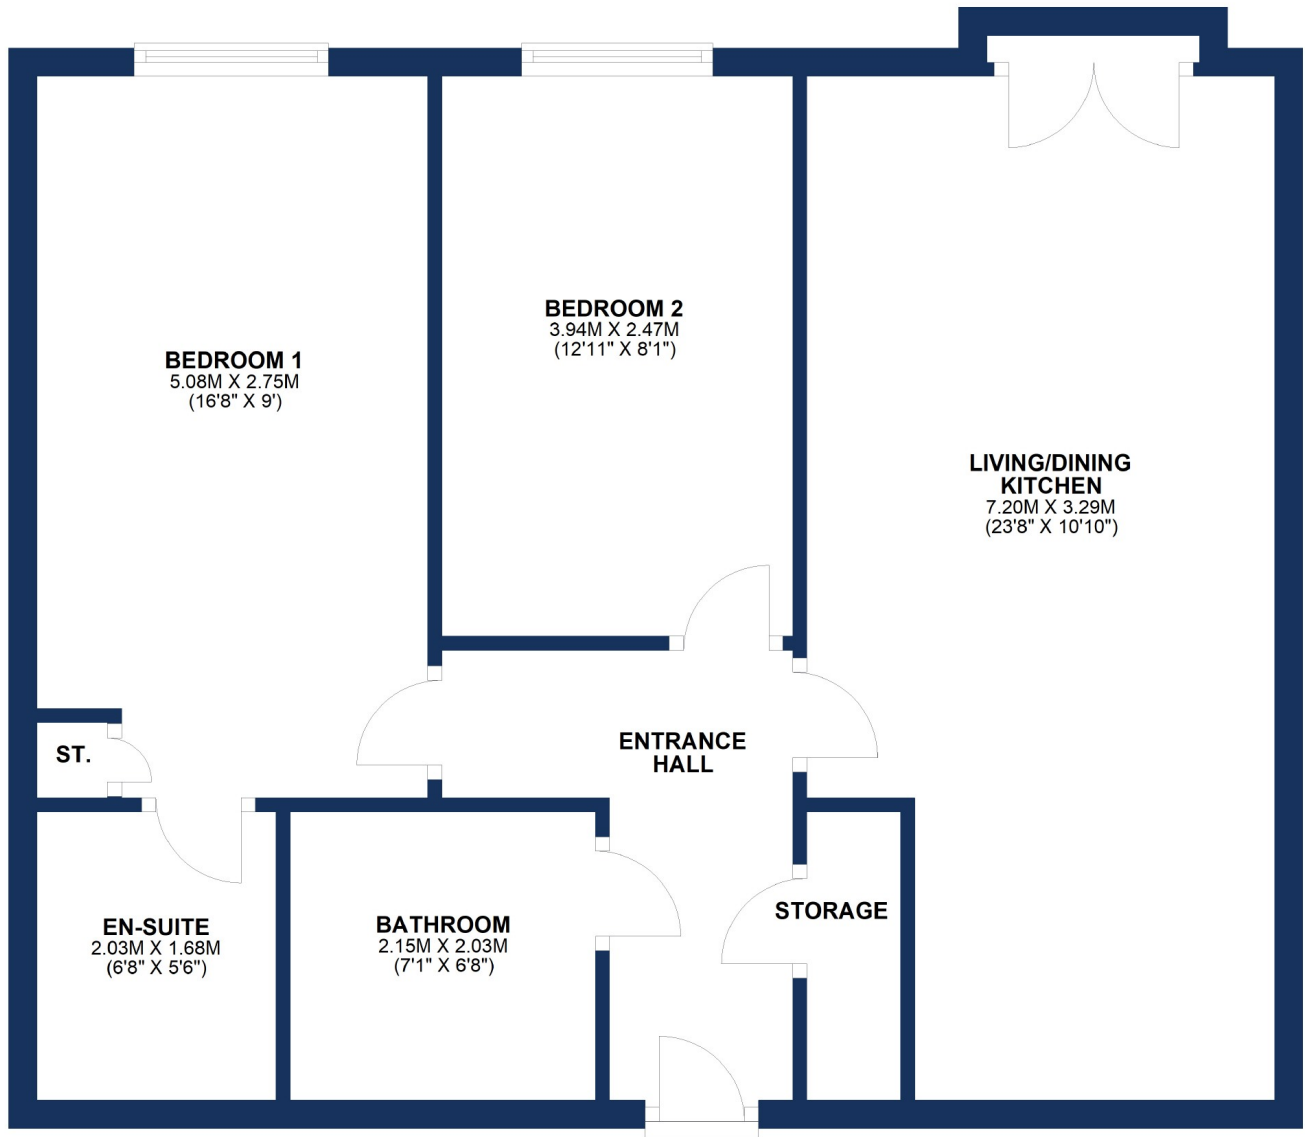 BEDROOM 1
5.08M X 2.75M
(16'8" X 9')
BEDROOM 2
3.94M X 2.47M
(12'11" X 8'1")
LIVING/DINING
KITCHEN
7.20M X 3.29M
(23'8" X 10'10")
ST.
ENTRANCE
HALL
EN-SUITE
2.03M X 1.68M
(6'8" X 5'6")
BATHROOM
2.15M X 2.03M
(7'1" X 6'8")
STORAGE